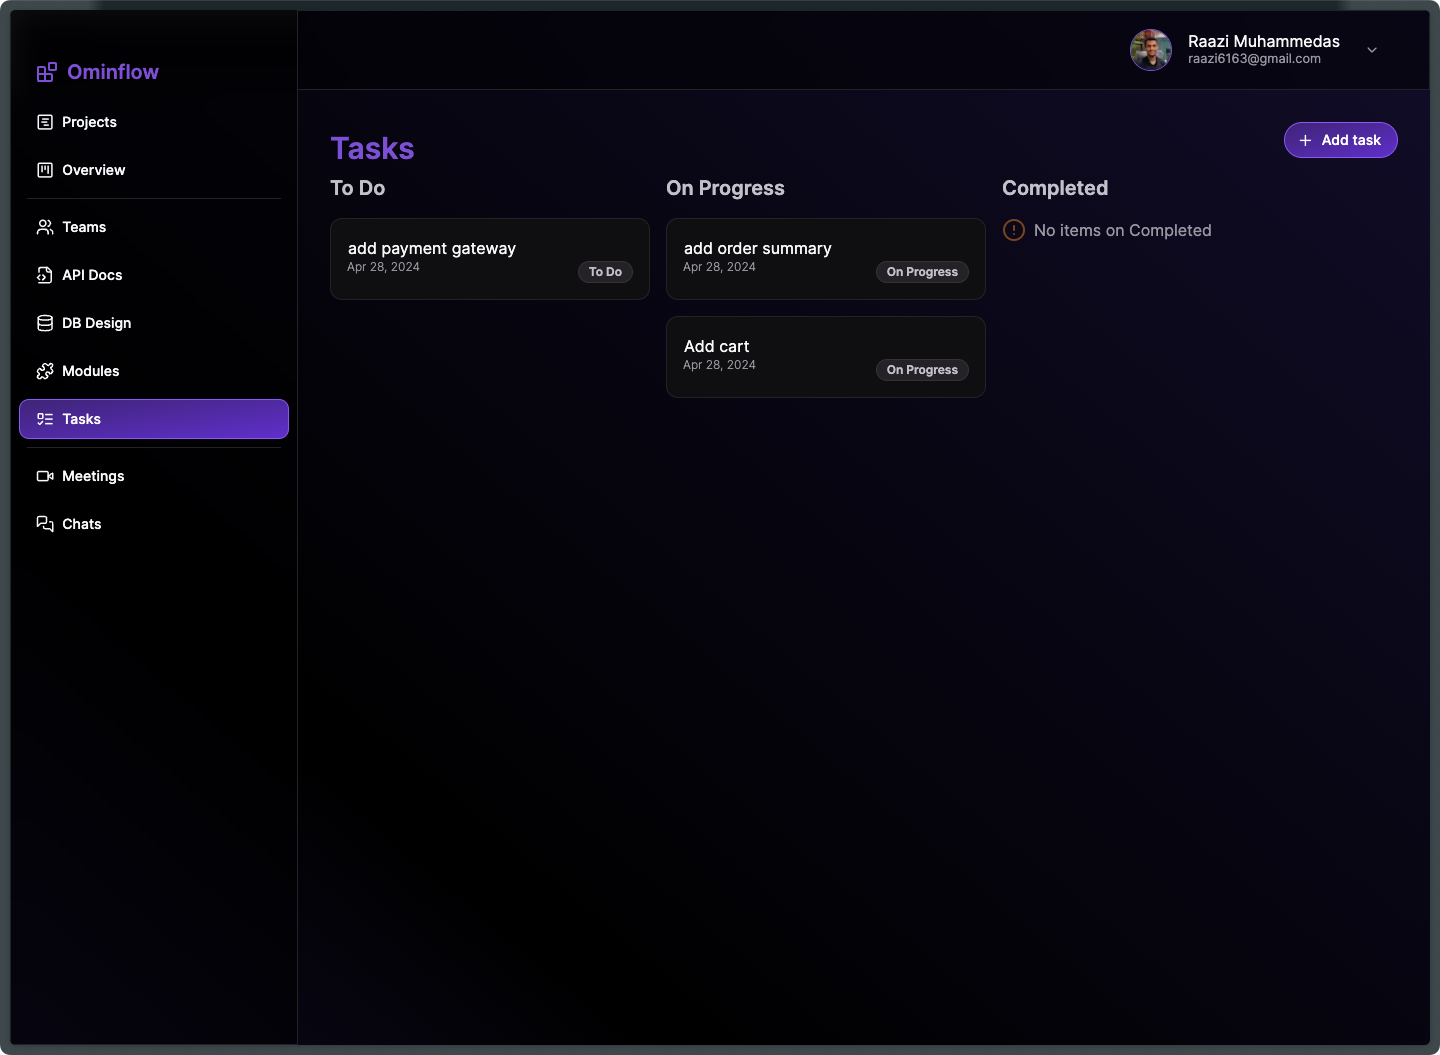 Ominflow
Projects
Overview
Teams
API Docs
DB Design
Modules
Tasks
Meetings
Chats
Raazi Muhammedas
raazi6163@gmail.com
Tasks
Add task
To Do
add payment gateway
Apr 28, 2024
To Do
On Progress
add order summary
Apr 28, 2024
On Progress
Add cart
Apr 28, 2024
On Progress
Completed
No items on Completed